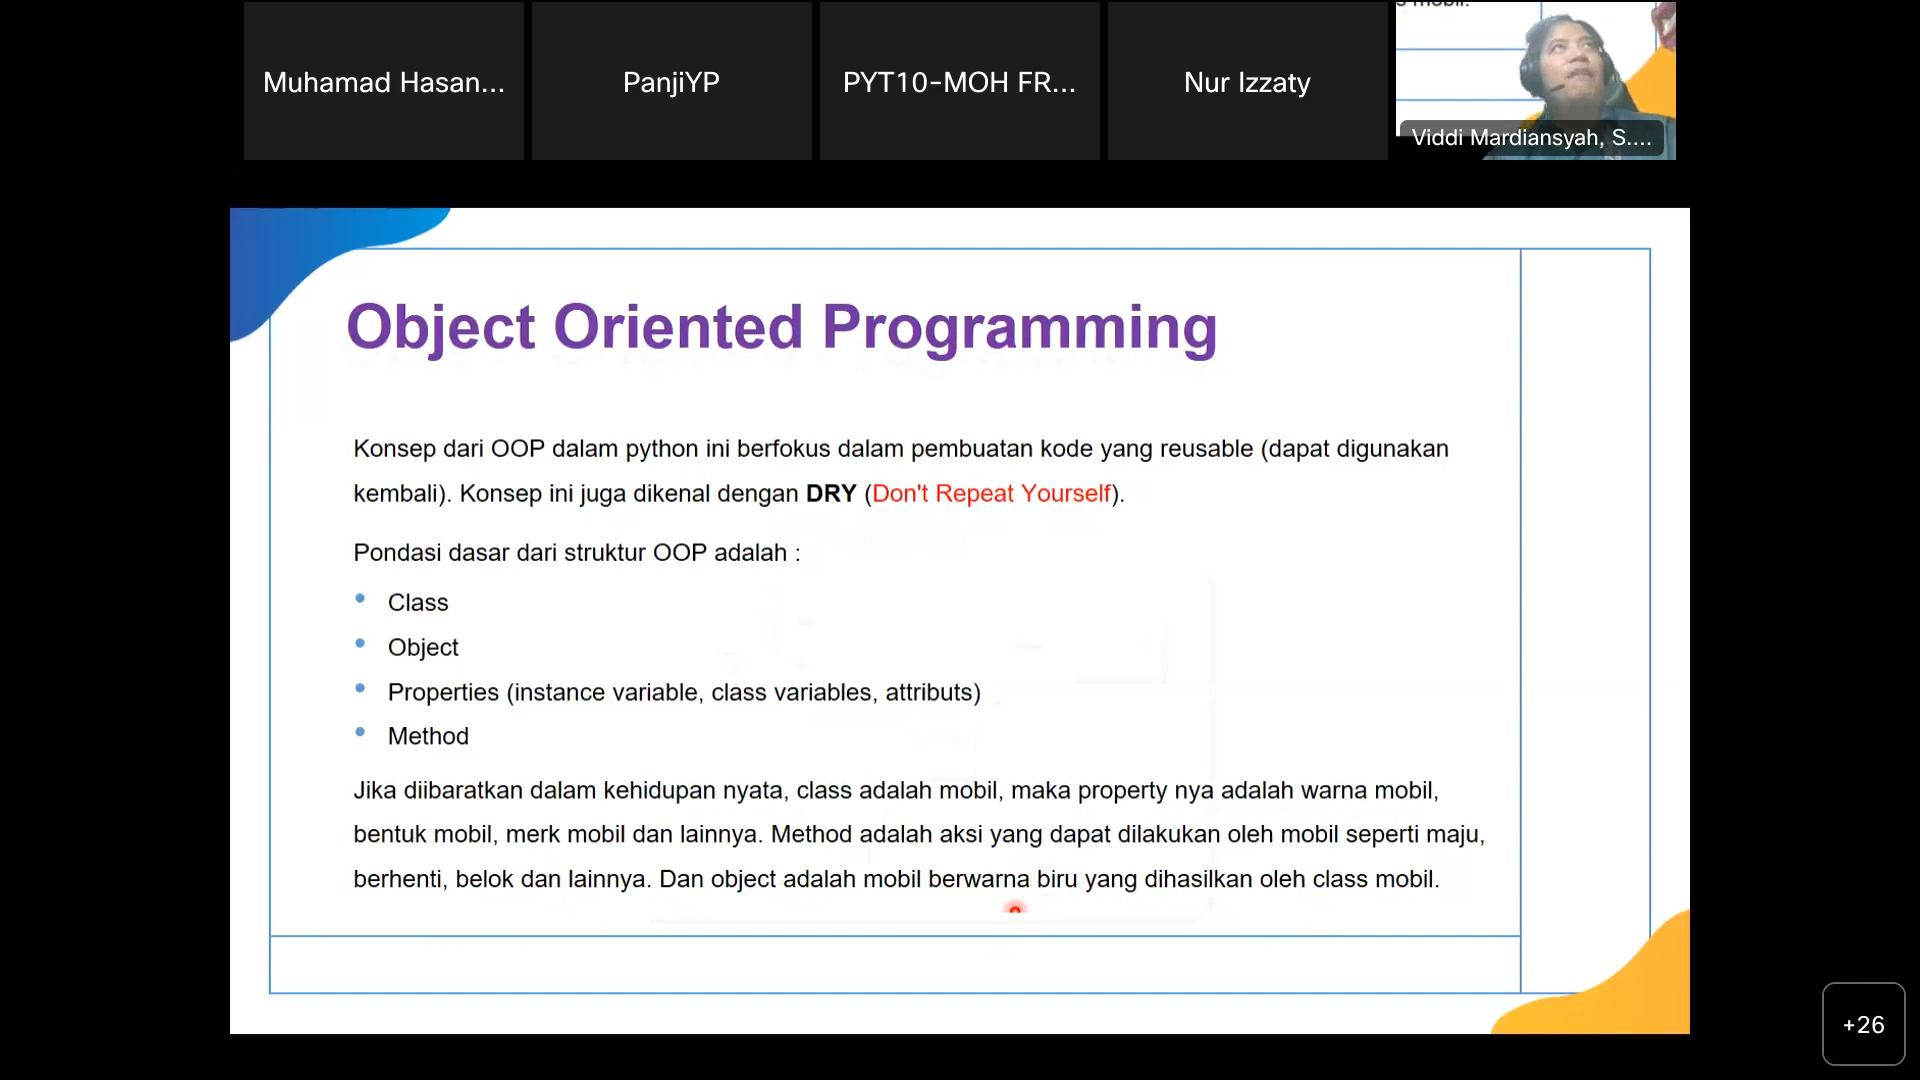 Muhamad Hasan...
PanjiYP
PYT10-MOH FR...
Nur Izzaty
Viddi Mardiansyah, S....
Object Oriented Programming
Konsep dari OOP dalam python ini berfokus dalam pembuatan kode yang reusable (dapat digunakan
kembali). Konsep ini juga dikenal dengan DRY (Don't Repeat Yourself).
Pondasi dasar dari struktur OOP adalah :
• Class
• Object
• Properties (instance variable, class variables, attributs)
• Method
Jika diibaratkan dalam kehidupan nyata, class adalah mobil, maka property nya adalah warna mobil,
bentuk mobil, merk mobil dan lainnya. Method adalah aksi yang dapat dilakukan oleh mobil seperti maju,
berhenti, belok dan lainnya. Dan object adalah mobil berwarna biru yang dihasilkan oleh class mobil.
+26